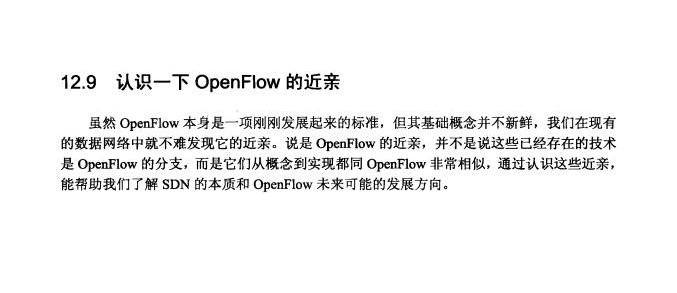 12.9 认识一下 OpenFlow 的近亲
虽然 OpenFlow 本身是一项刚刚发展起来的标准，但其基础概念并不新鲜，我们在现有
的数据网络中就不难发现它的近亲。说是 OpenFlow 的近亲，并不是说这些已经存在的技术
是 OpenFlow 的分支，而是它们从概念到实现都同 OpenFlow 非常相似，通过认识这些近亲，
能帮助我们了解 SDN 的本质和 OpenFlow 未来可能的发展方向。